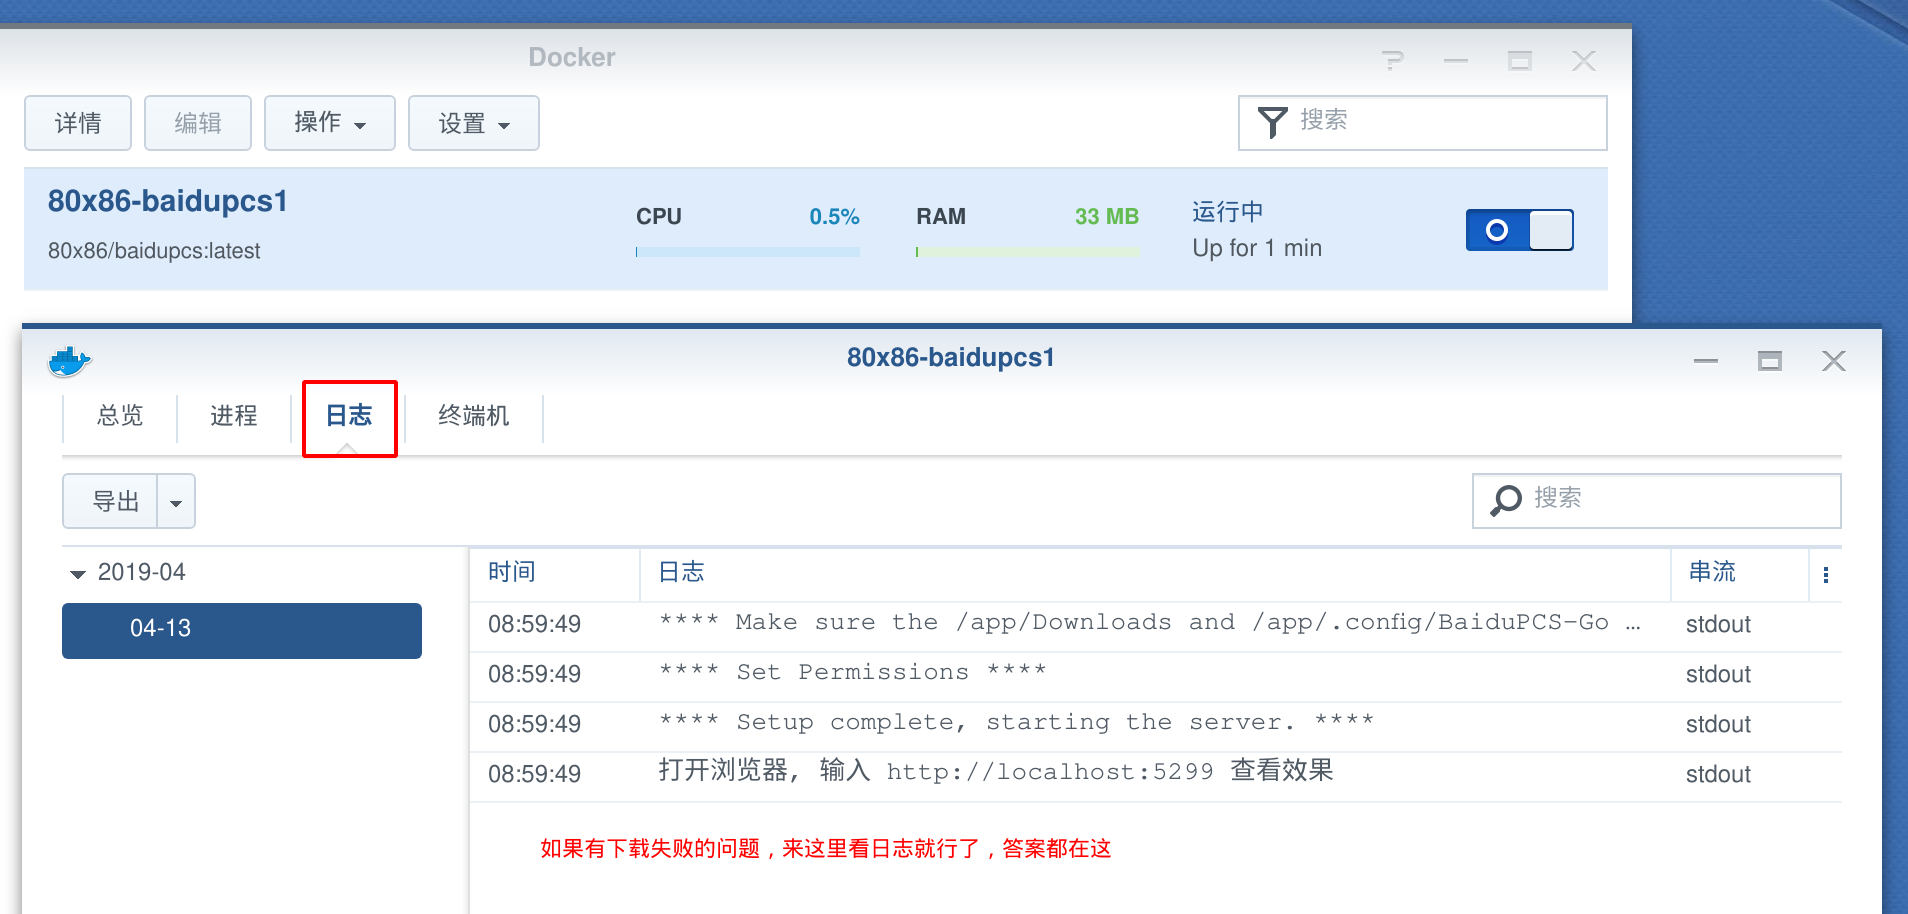 Docker
详情 编辑 操作 设置 搜索
80x86-baidupcs1
80x86/baidupcs:latest
CPU 0.5% RAM 33 MB
运行中
Up for 1 min
80x86-baidupcs1
总览 进程 日志 终端机
导出 搜索
2019-04
04-13
时间 日志 串流
08:59:49 **** Make sure the /app/Downloads and /app/.config/BaiduPCS-Go ... stdout
08:59:49 **** Set Permissions **** stdout
08:59:49 **** Setup complete, starting the server. **** stdout
08:59:49 打开浏览器, 输入 http://localhost:5299 查看效果 stdout
如果有下载失败的问题，来这里看日志就行了，答案都在这